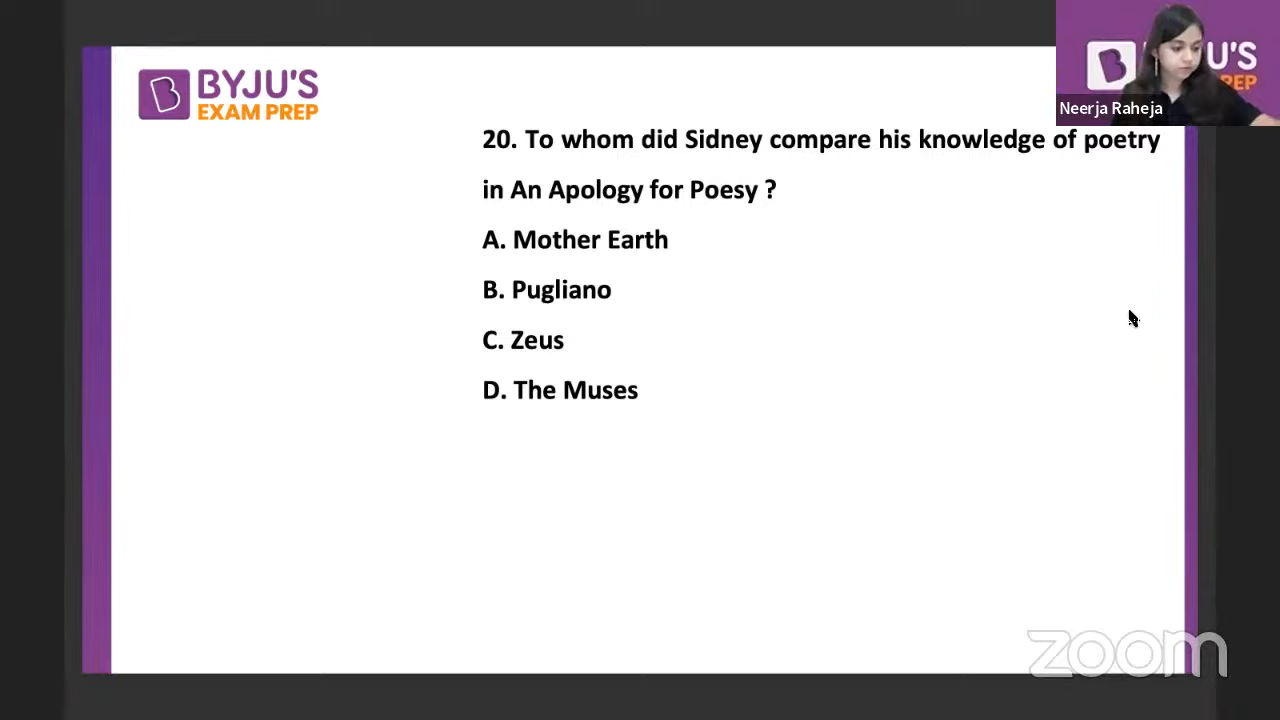 BYJU'S
EXAM PREP
U'S
EP
Neerja Raheja
20. To whom did Sidney compare his knowledge of poetry
in An Apology for Poesy ?
A. Mother Earth
B. Pugliano
C. Zeus
D. The Muses
zoom